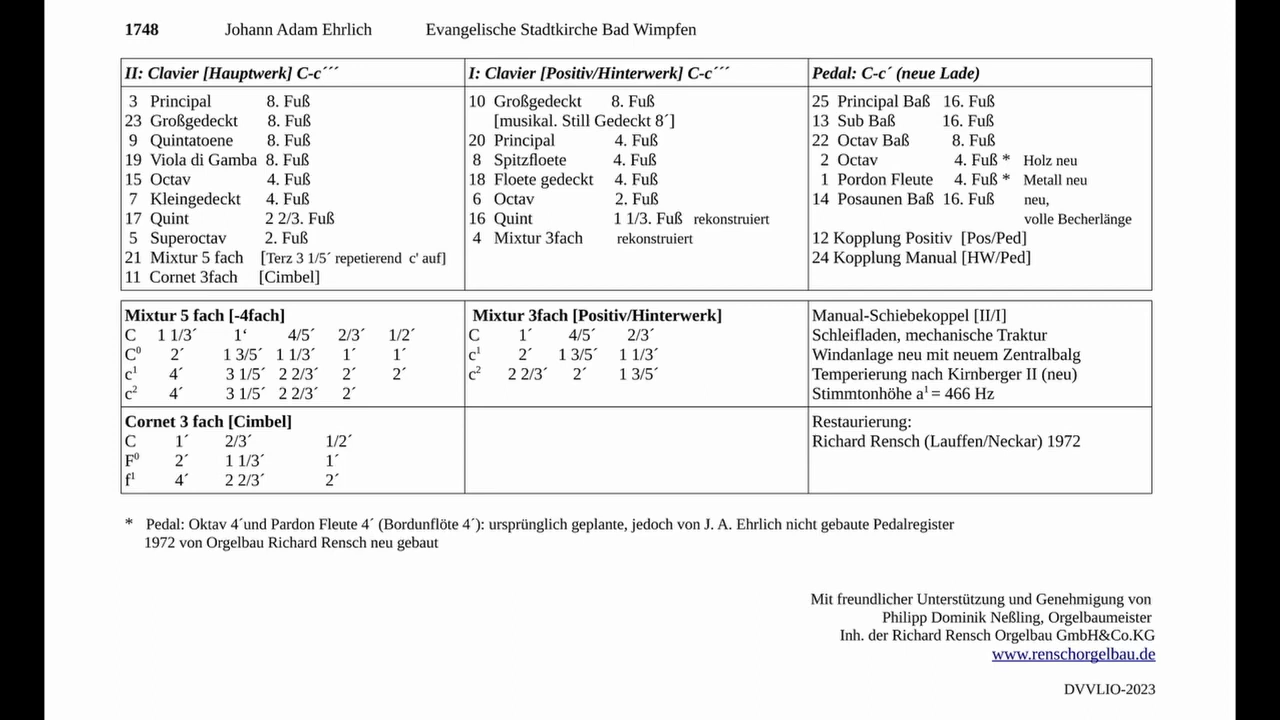 1748 Johann Adam Ehrlich Evangelische Stadtkirche Bad Wimpfen
II: Clavier [Hauptwerk] C-c´´´
3 Principal 8. Fuß
23 Großgedeckt 8. Fuß
9 Quintatoene 8. Fuß
19 Viola di Gamba 8. Fuß
15 Octav 4. Fuß
7 Kleingedeckt 4. Fuß
17 Quint 2 2/3. Fuß
5 Superoctav 2. Fuß
21 Mixtur 5 fach [Terz 3 1/5´ repetierend c' auf]
11 Cornet 3fach [Cimbel]
I: Clavier [Positiv/Hinterwerk] C-c´´´
10 Großgedeckt 8. Fuß
[musikal. Still Gedeckt 8´]
20 Principal 4. Fuß
8 Spitzfloete 4. Fuß
18 Floete gedeckt 4. Fuß
6 Octav 2. Fuß
16 Quint 1 1/3. Fuß rekonstruiert
4 Mixtur 3fach rekonstruiert
Pedal: C-c´ (neue Lade)
25 Principal Baß 16. Fuß
13 Sub Baß 16. Fuß
22 Octav Baß 8. Fuß
2 Octav 4. Fuß * Holz neu
1 Pordon Fleute 4. Fuß * Metall neu
14 Posaunen Baß 16. Fuß neu,
volle Becherlänge
12 Kopplung Positiv [Pos/Ped]
24 Kopplung Manual [HW/Ped]
Mixtur 5 fach [-4fach]
C 1 1/3´ 1‘ 4/5´ 2/3´ 1/2´
C⁰ 2´ 1 3/5´ 1 1/3´ 1´ 1´
c¹ 4´ 3 1/5´ 2 2/3´ 2´ 2´
c² 4´ 3 1/5´ 2 2/3´ 2´
Mixtur 3fach [Positiv/Hinterwerk]
C 1´ 4/5´ 2/3´
c¹ 2´ 1 3/5´ 1 1/3´
c² 2 2/3´ 2´ 1 3/5´
Manual-Schiebekoppel [II/I]
Schleifladen, mechanische Traktur
Windanlage neu mit neuem Zentralbalg
Temperierung nach Kirnberger II (neu)
Stimmtonhöhe a¹ = 466 Hz
Cornet 3 fach [Cimbel]
C 1´ 2/3´ 1/2´
F⁰ 2´ 1 1/3´ 1´
f¹ 4´ 2 2/3´ 2´
Restaurierung:
Richard Rensch (Lauffen/Neckar) 1972
* Pedal: Oktav 4´und Pardon Fleute 4´ (Bordunflöte 4´): ursprünglich geplante, jedoch von J. A. Ehrlich nicht gebaute Pedalregister
1972 von Orgelbau Richard Rensch neu gebaut
Mit freundlicher Unterstützung und Genehmigung von
Philipp Dominik Neßling, Orgelbaumeister
Inh. der Richard Rensch Orgelbau GmbH&Co.KG
www.renschorgelbau.de
DVVLIO-2023